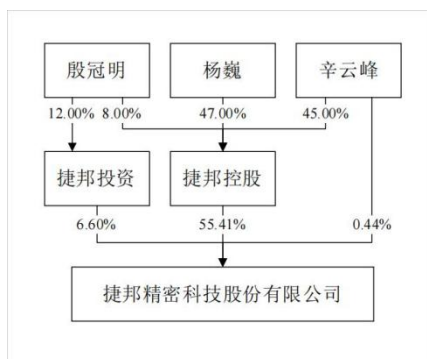 殷冠明 杨巍 辛云峰
12.00% 8.00% 47.00% 45.00%
捷邦投资 捷邦控股
6.60% 55.41% 0.44%
捷邦精密科技股份有限公司